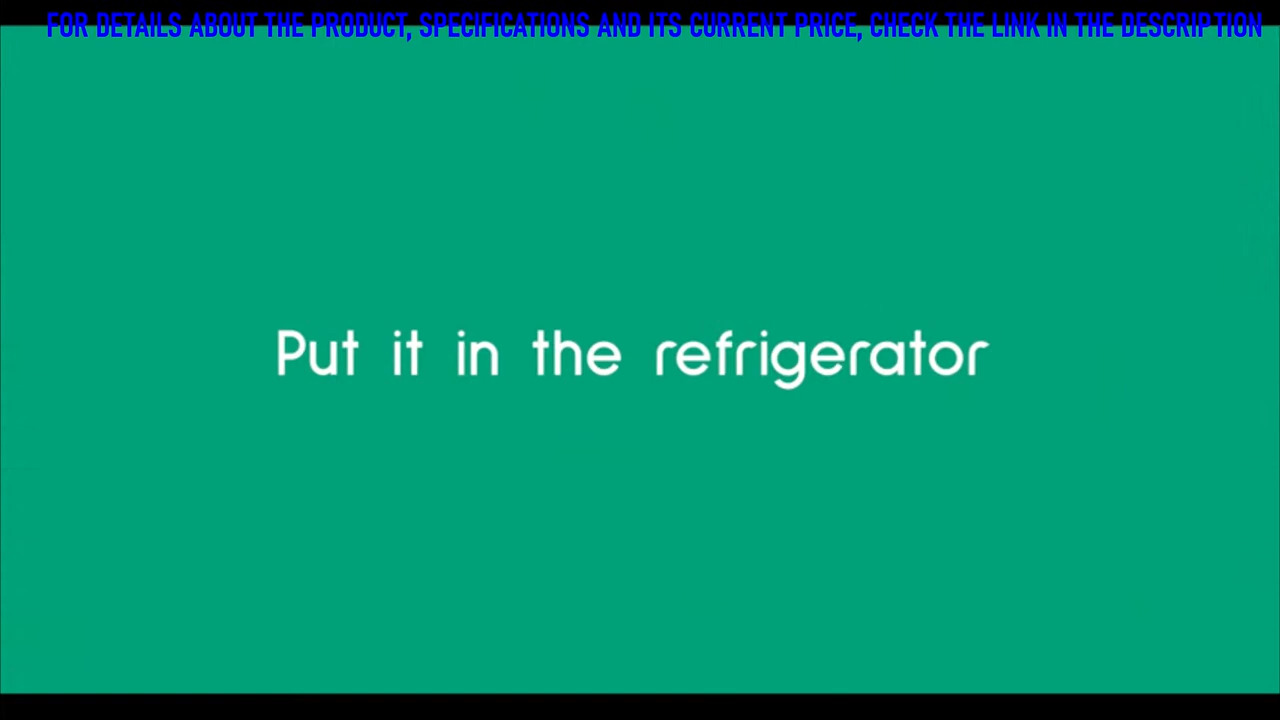 FOR DETAILS ABOUT THE PRODUCT, SPECIFICATIONS AND ITS CURRENT PRICE, CHECK THE LINK IN THE DESCRIPTION
Put it in the refrigerator